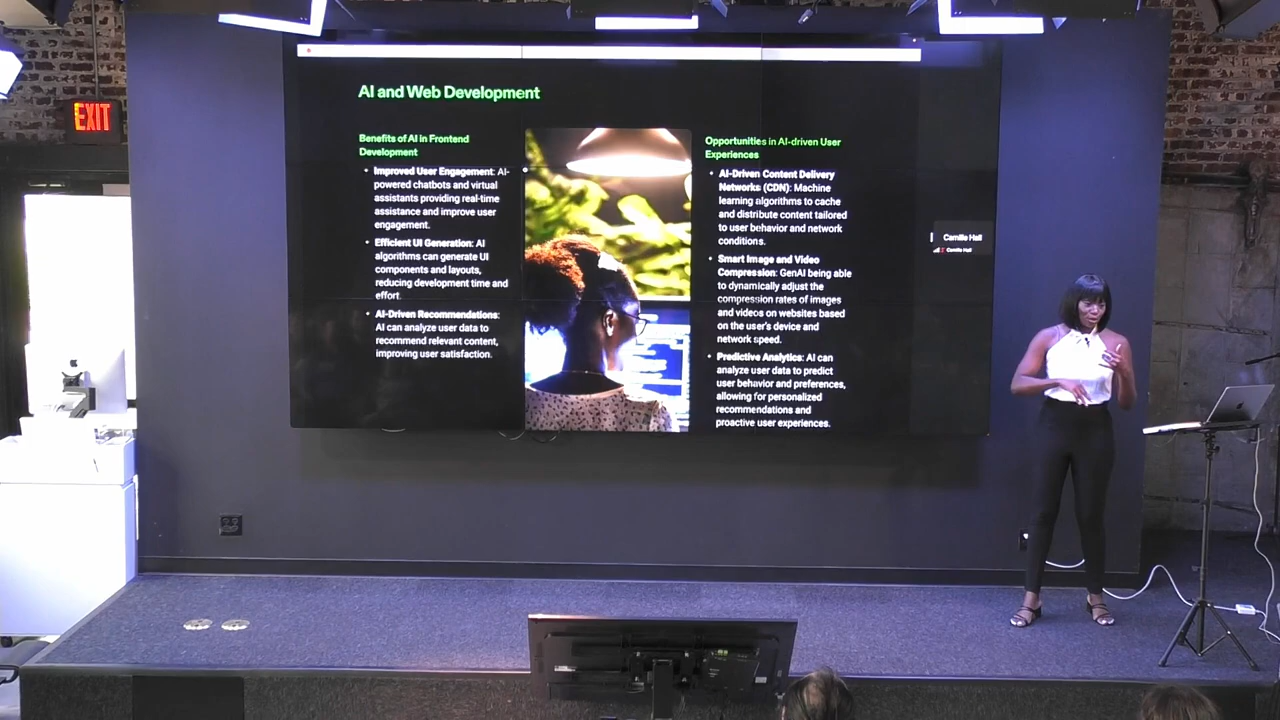 EXIT
AI and Web Development
Benefits of AI in Frontend
Development
• Improved User Engagement: AI-
powered chatbots and virtual
assistants providing real-time
assistance and improve user
engagement.
• Efficient UI Generation: AI
algorithms can generate UI
components and layouts,
reducing development time and
effort.
• AI-Driven Recommendations:
AI can analyze user data to
recommend relevant content,
improving user satisfaction.
Opportunities in AI-driven User
Experiences
• AI-Driven Content Delivery
Networks (CDN): Machine
learning algorithms to cache
and distribute content tailored
to user behavior and network
conditions.
• Smart Image and Video
Compression: GenAI being able
to dynamically adjust the
compression rates of images
and videos on websites based
on the user's device and
network speed.
• Predictive Analytics: AI can
analyze user data to predict
user behavior and preferences,
allowing for personalized
recommendations and
proactive user experiences.
Camille Hall
Camille Hall